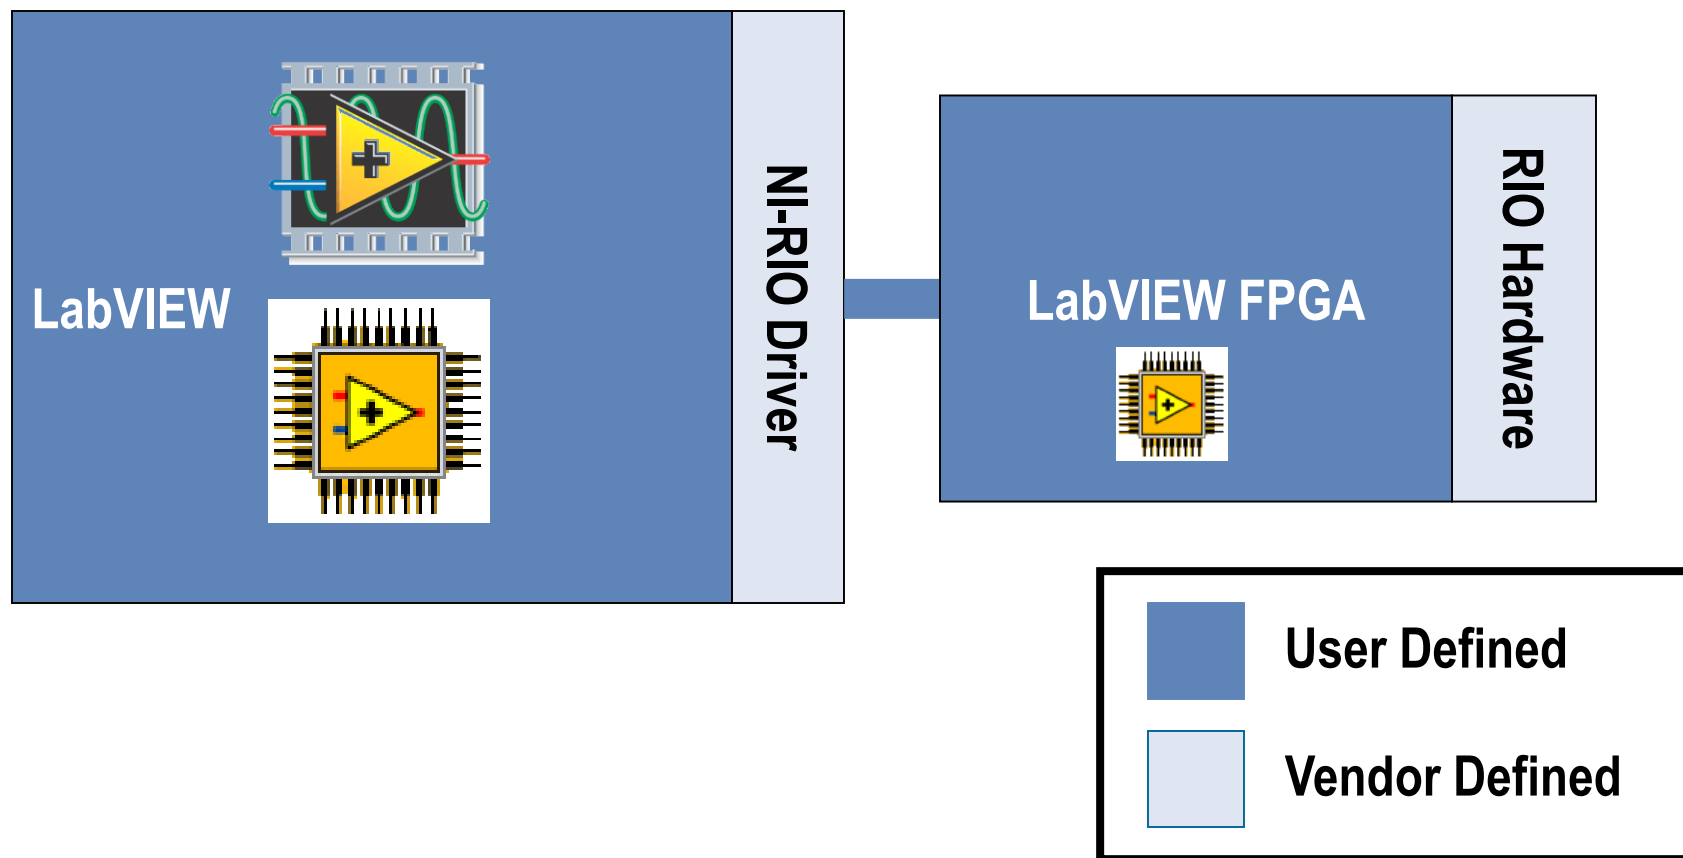 LabVIEW
NI-RIO Driver
LabVIEW FPGA
RIO Hardware
User Defined
Vendor Defined